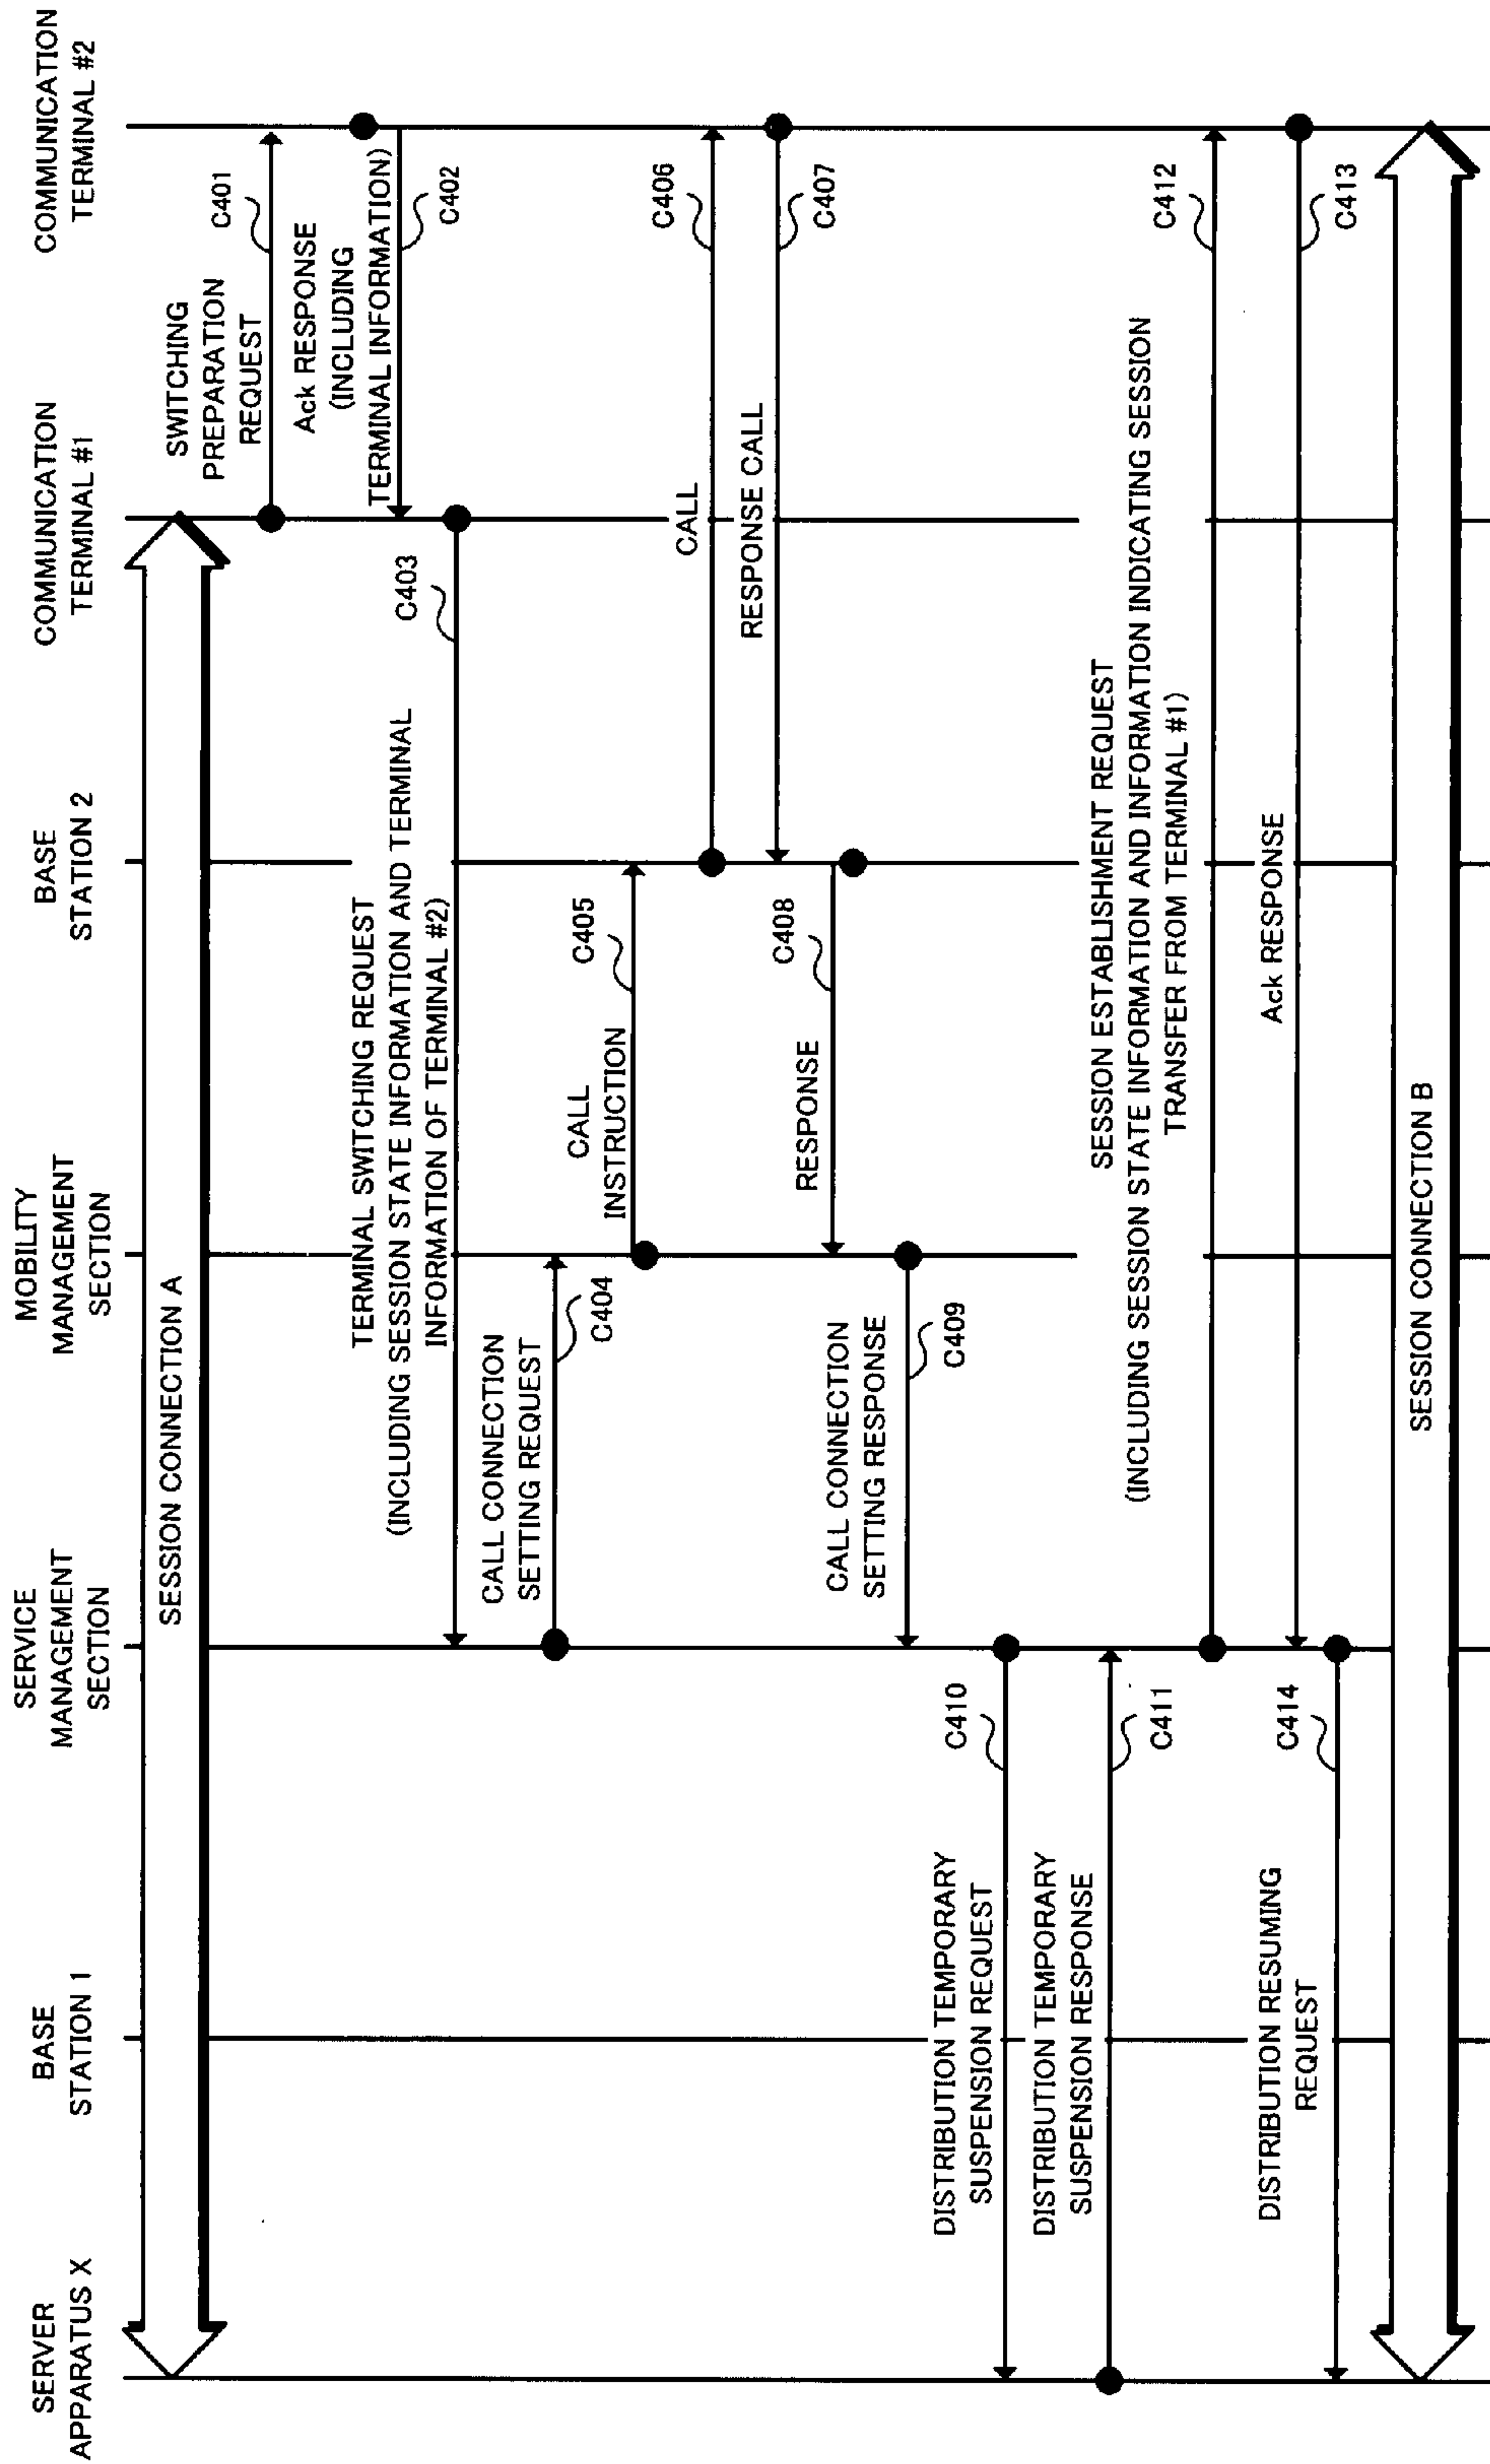 SERVER
APPARATUS X
BASE
STATION 1
SERVICE
MANAGEMENT
SECTION
MOBILITY
MANAGEMENT
SECTION
BASE
STATION 2
COMMUNICATION
TERMINAL #1
COMMUNICATION
TERMINAL #2
SESSION CONNECTION A
SWITCHING
PREPARATION
REQUEST
C401
Ack RESPONSE
(INCLUDING
TERMINAL INFORMATION)
C402
TERMINAL SWITCHING REQUEST
(INCLUDING SESSION STATE INFORMATION AND TERMINAL
INFORMATION OF TERMINAL #2)
C403
CALL CONNECTION
SETTING REQUEST
C404
CALL
INSTRUCTION
C405
CALL
C406
RESPONSE CALL
C407
RESPONSE
C408
CALL CONNECTION
SETTING RESPONSE
C409
DISTRIBUTION TEMPORARY
SUSPENSION REQUEST
C410
DISTRIBUTION TEMPORARY
SUSPENSION RESPONSE
C411
SESSION ESTABLISHMENT REQUEST
(INCLUDING SESSION STATE INFORMATION AND INFORMATION INDICATING SESSION
TRANSFER FROM TERMINAL #1)
C412
Ack RESPONSE
C413
DISTRIBUTION RESUMING
REQUEST
C414
SESSION CONNECTION B